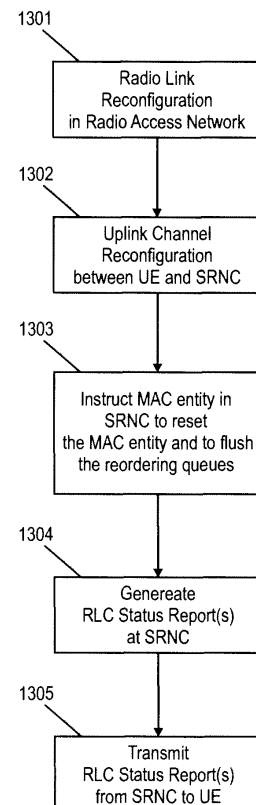 1301
Radio Link
Reconfiguration
in Radio Access Network
1302
Uplink Channel
Reconfiguration
between UE and SRNC
1303
Instruct MAC entity in
SRNC to reset
the MAC entity and to flush
the reordering queues
1304
Genereate
RLC Status Report(s)
at SRNC
1305
Transmit
RLC Status Report(s)
from SRNC to UE